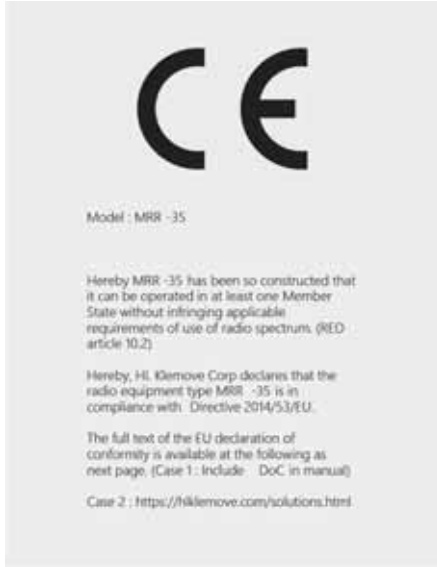 CE
Model : MRR -35
Hereby MRR -35 has been so constructed that
it can be operated in at least one Member
State without infringing applicable
requirements of use of radio spectrum. (RED
article 10.2)
Hereby, HL Klemove Corp declares that the
radio equipment type MRR -35 is in
compliance with Directive 2014/53/EU.
The full text of the EU declaration of
conformity is available at the following as
next page. (Case 1 : Include DoC in manual)
Case 2 : https://hlklemove.com/solutions.html